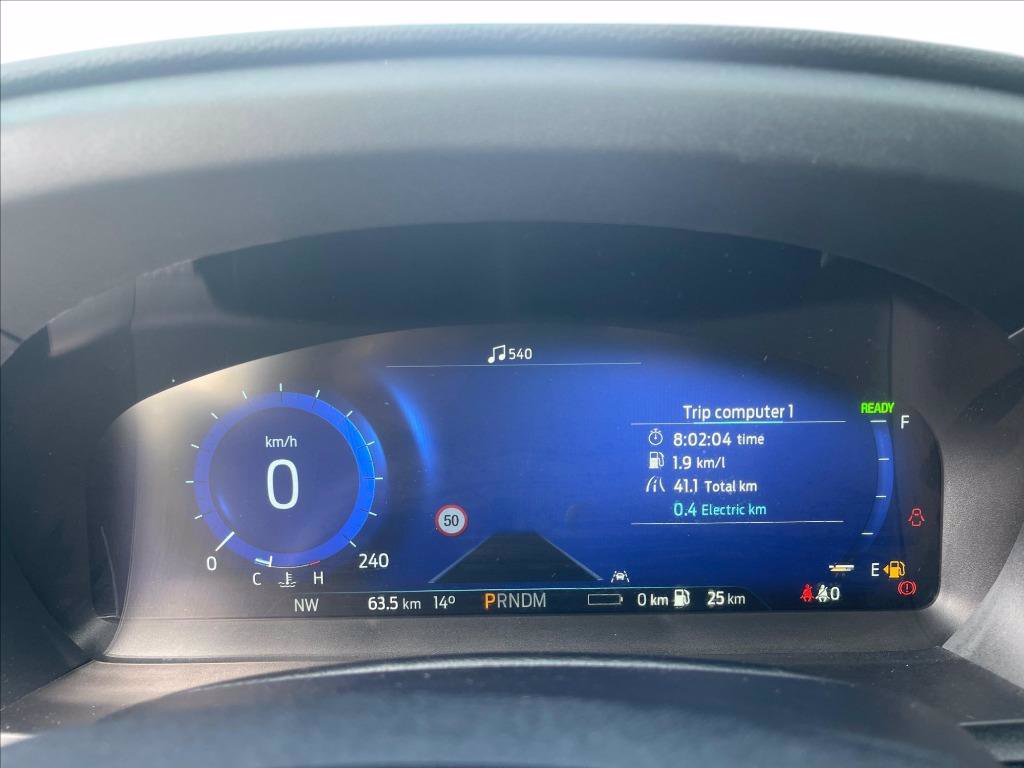 540
Trip computer 1
READY
F
km/h
8:02:04 time
1.9 km/l
0
41.1 Total km
50
0.4 Electric km
0
240
C
H
E
NW
63.5 km
14°
PRNDM
0 km
25 km
0